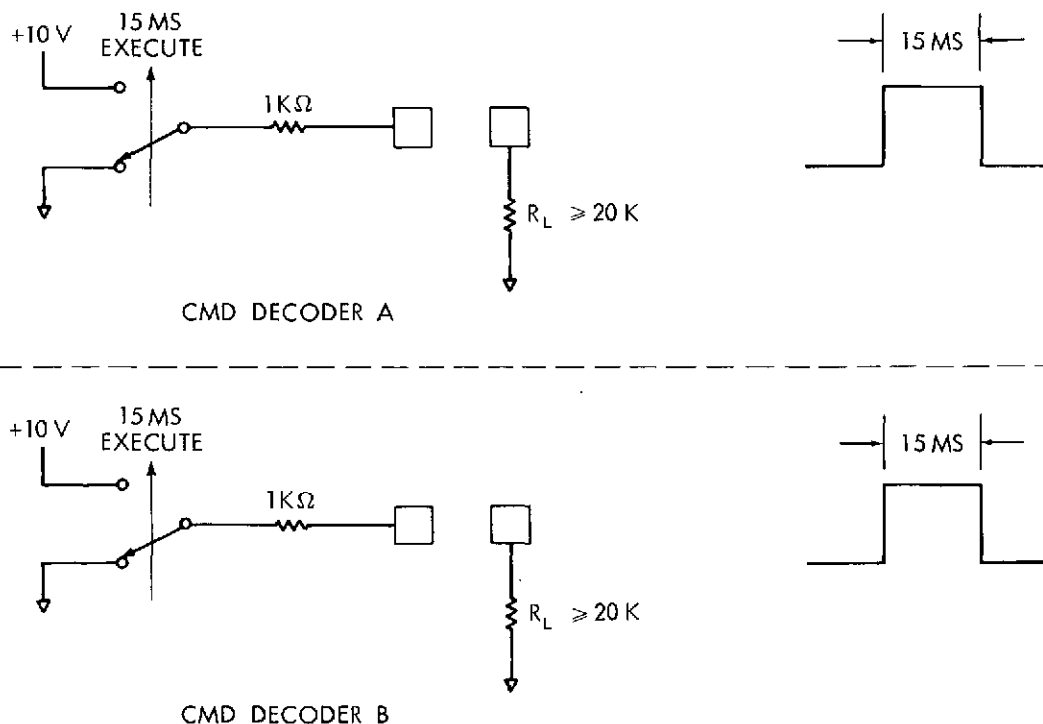 15 MS
+10 V
EXECUTE
15 MS
1KΩ
R_L ⩾ 20 K
CMD DECODER A
15 MS
+10 V
EXECUTE
15 MS
1KΩ
R_L ⩾ 20 K
CMD DECODER B